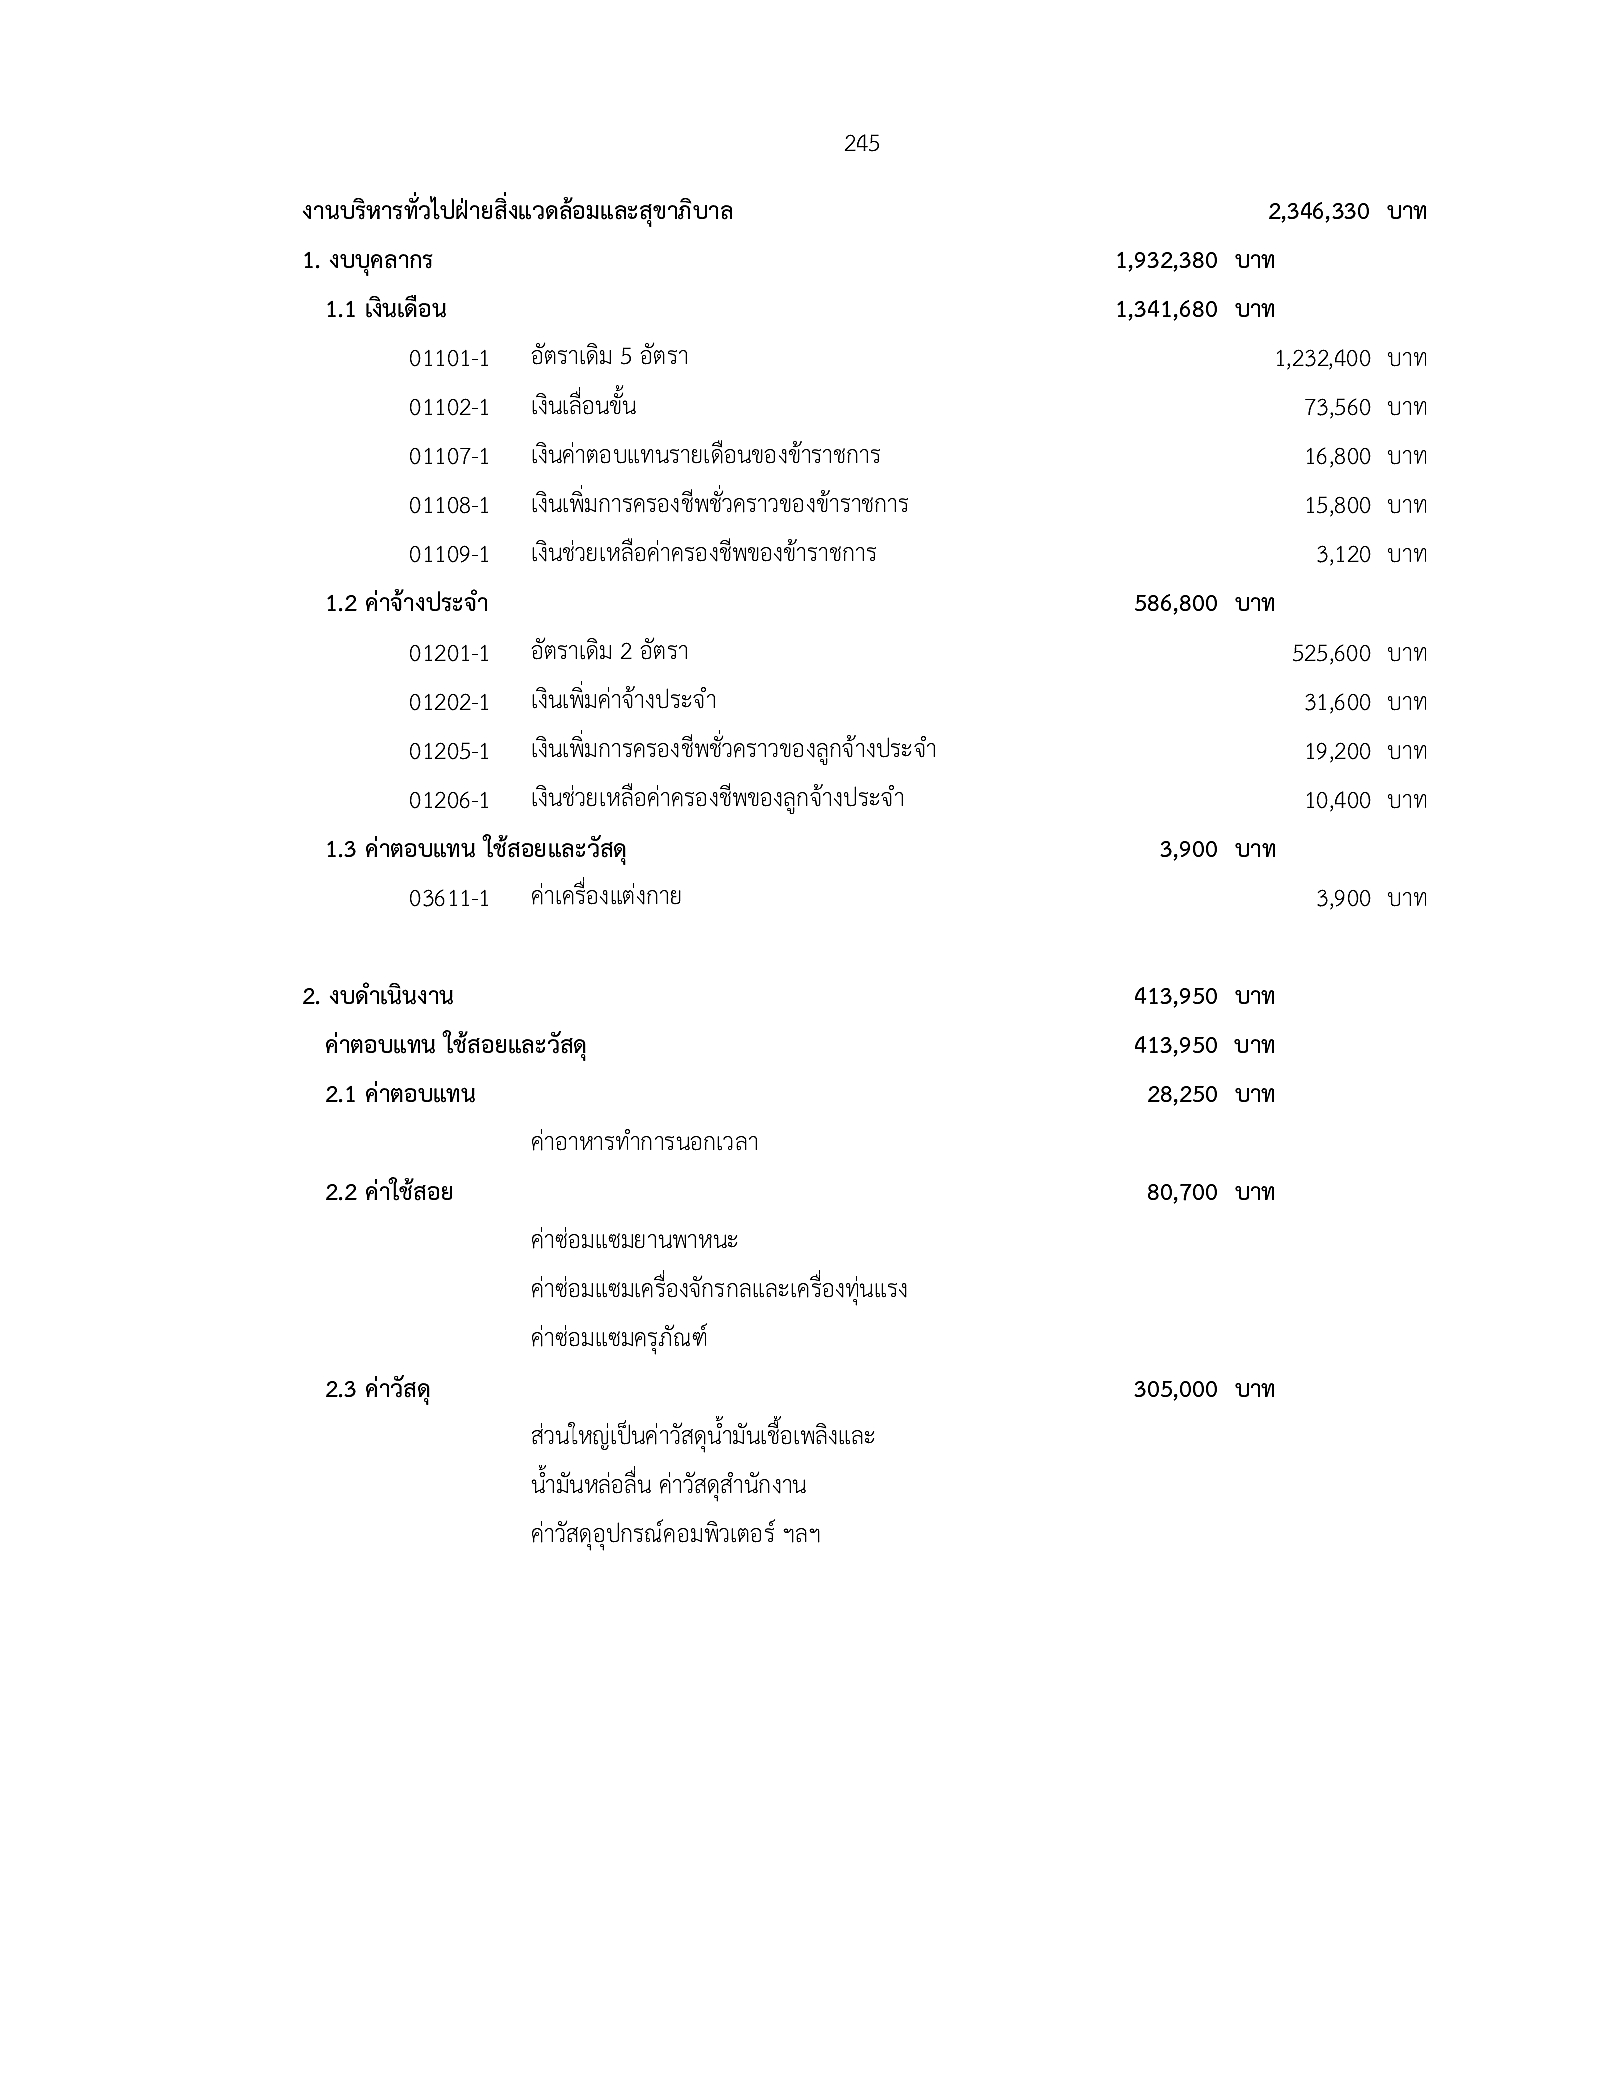 245
งานบริหารทั่วไปฝ่ายสิ่งแวดล้อมและสุขาภิบาล 2,346,330 บาท
1. งบบุคลากร 1,932,380 บาท
1.1 เงินเดือน 1,341,680 บาท
01101-1 อัตราเดิม 5 อัตรา 1,232,400 บาท
01102-1 เงินเลื่อนขั้น 73,560 บาท
01107-1 เงินค่าตอบแทนรายเดือนของข้าราชการ 16,800 บาท
01108-1 เงินเพิ่มการครองชีพชั่วคราวของข้าราชการ 15,800 บาท
01109-1 เงินช่วยเหลือค่าครองชีพของข้าราชการ 3,120 บาท
1.2 ค่าจ้างประจำ 586,800 บาท
01201-1 อัตราเดิม 2 อัตรา 525,600 บาท
01202-1 เงินเพิ่มค่าจ้างประจำ 31,600 บาท
01205-1 เงินเพิ่มการครองชีพชั่วคราวของลูกจ้างประจำ 19,200 บาท
01206-1 เงินช่วยเหลือค่าครองชีพของลูกจ้างประจำ 10,400 บาท
1.3 ค่าตอบแทน ใช้สอยและวัสดุ 3,900 บาท
03611-1 ค่าเครื่องแต่งกาย 3,900 บาท
2. งบดำเนินงาน 413,950 บาท
ค่าตอบแทน ใช้สอยและวัสดุ 413,950 บาท
2.1 ค่าตอบแทน 28,250 บาท
ค่าอาหารทำการนอกเวลา
2.2 ค่าใช้สอย 80,700 บาท
ค่าซ่อมแซมยานพาหนะ
ค่าซ่อมแซมเครื่องจักรกลและเครื่องทุ่นแรง
ค่าซ่อมแซมครุภัณฑ์
2.3 ค่าวัสดุ 305,000 บาท
ส่วนใหญ่เป็นค่าวัสดุน้ำมันเชื้อเพลิงและ
น้ำมันหล่อลื่น ค่าวัสดุสำนักงาน
ค่าวัสดุอุปกรณ์คอมพิวเตอร์ ฯลฯ